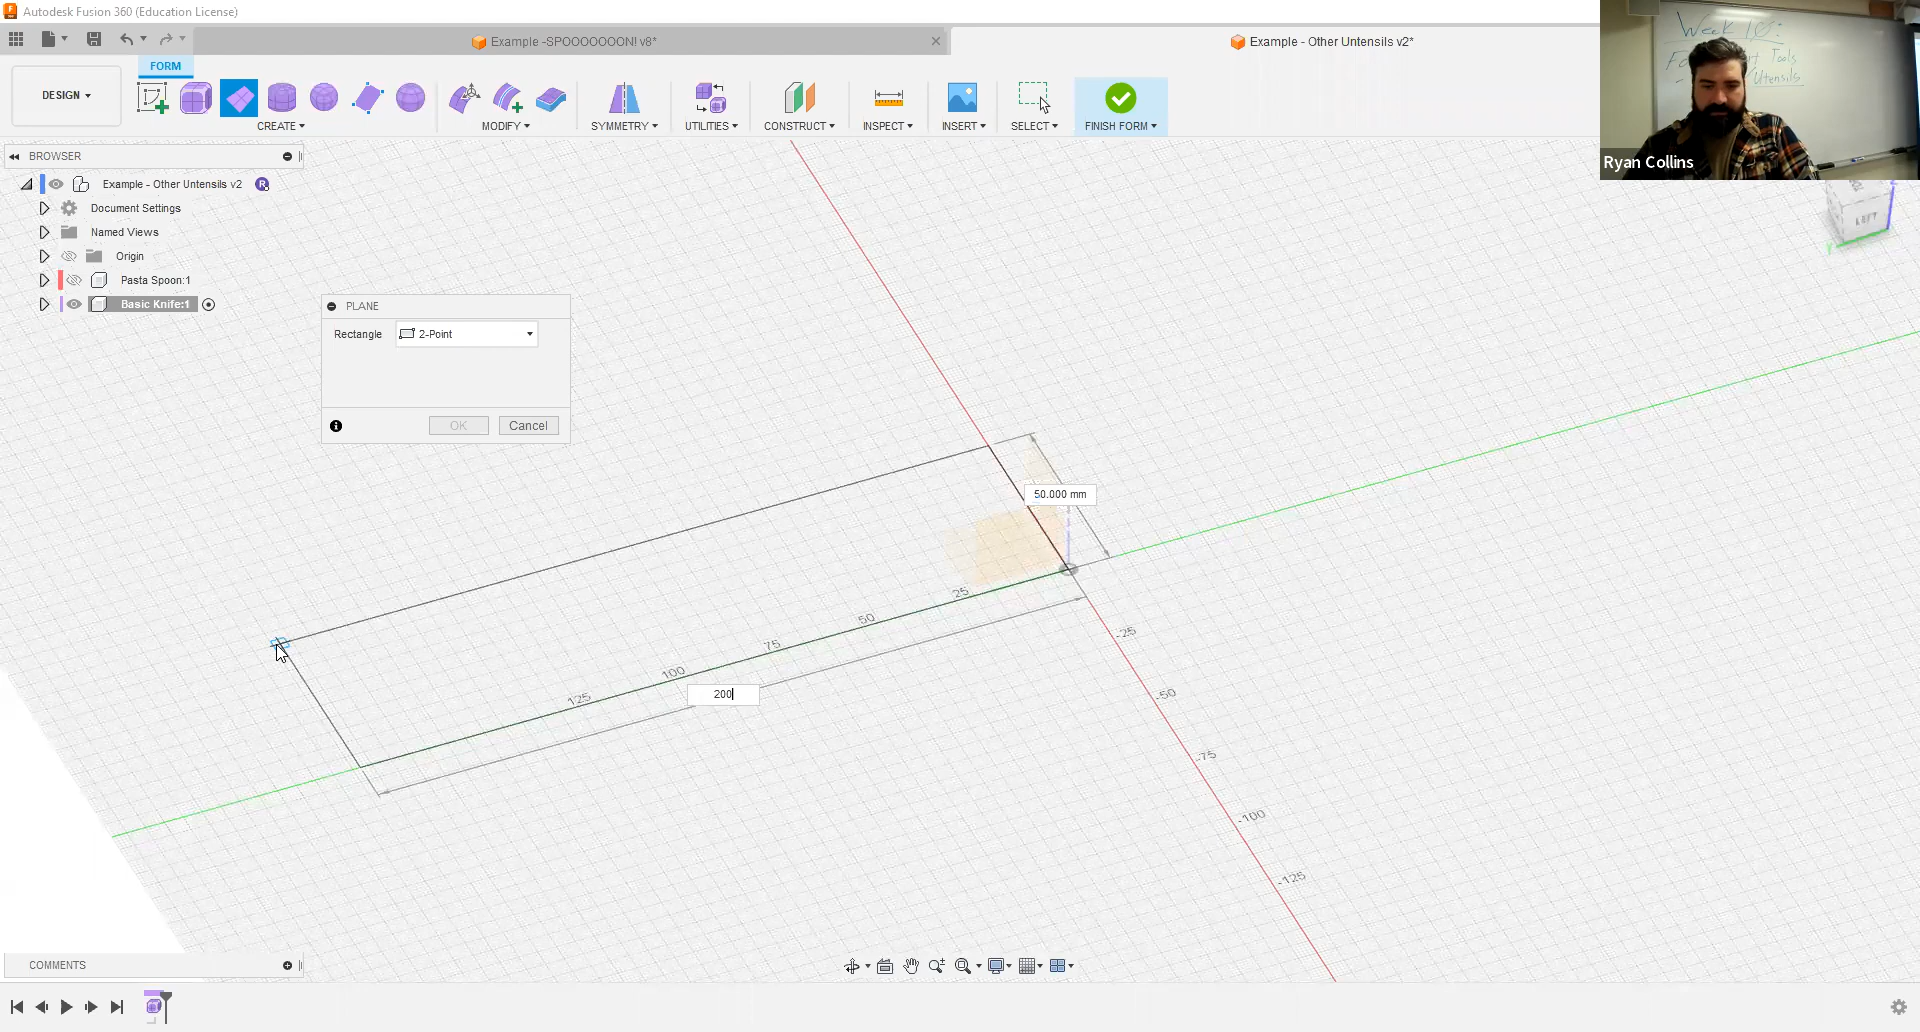 Autodesk Fusion 360 (Education License)
Example -SPOOOOOON! v8*
Example - Other Untensils v2*
DESIGN
FORM
CREATE
MODIFY
SYMMETRY
UTILITIES
CONSTRUCT
INSPECT
INSERT
SELECT
FINISH FORM
Week 10:
Tools
Utensils
Ryan Collins
BROWSER
Example - Other Untensils v2
Document Settings
Named Views
Origin
Pasta Spoon:1
Basic Knife:1
PLANE
Rectangle 2-Point
OK Cancel
LEFT
50.000 mm
25
50
75
100
125
200
-25
-50
-75
-100
-125
COMMENTS